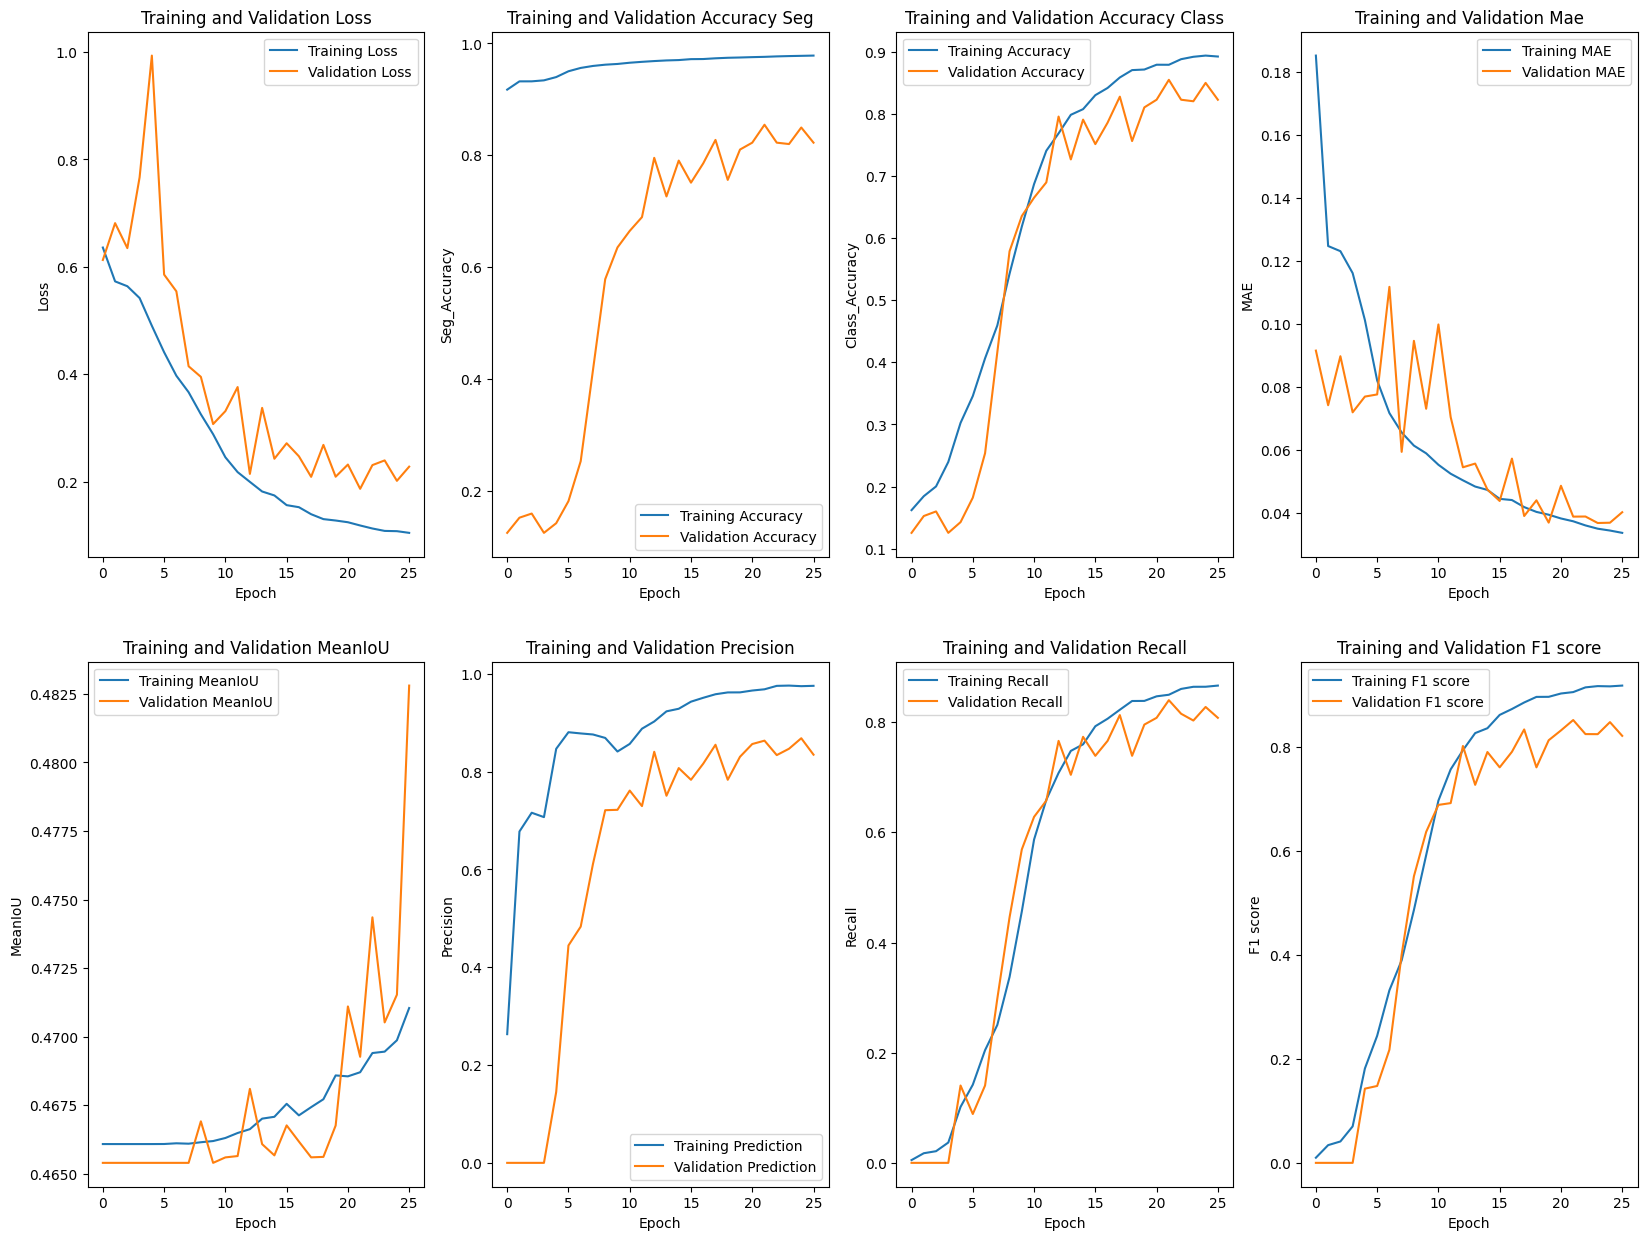 Training and Validation Loss
Training Loss
Validation Loss
1.0
0.8
0.6
0.4
0.2
Loss
0 5 10 15 20 25
Epoch
Training and Validation Accuracy Seg
1.0
0.8
0.6
0.4
0.2
Seg_Accuracy
Training Accuracy
Validation Accuracy
0 5 10 15 20 25
Epoch
Training and Validation Accuracy Class
Training Accuracy
Validation Accuracy
0.9
0.8
0.7
0.6
0.5
0.4
0.3
0.2
0.1
Class_Accuracy
0 5 10 15 20 25
Epoch
Training and Validation Mae
Training MAE
Validation MAE
0.18
0.16
0.14
0.12
0.10
0.08
0.06
0.04
MAE
0 5 10 15 20 25
Epoch
Training and Validation MeanIoU
Training MeanIoU
Validation MeanIoU
0.4825
0.4800
0.4775
0.4750
0.4725
0.4700
0.4675
0.4650
MeanIoU
0 5 10 15 20 25
Epoch
Training and Validation Precision
1.0
0.8
0.6
0.4
0.2
0.0
Precision
Training Prediction
Validation Prediction
0 5 10 15 20 25
Epoch
Training and Validation Recall
Training Recall
Validation Recall
0.8
0.6
0.4
0.2
0.0
Recall
0 5 10 15 20 25
Epoch
Training and Validation F1 score
Training F1 score
Validation F1 score
0.8
0.6
0.4
0.2
0.0
F1 score
0 5 10 15 20 25
Epoch